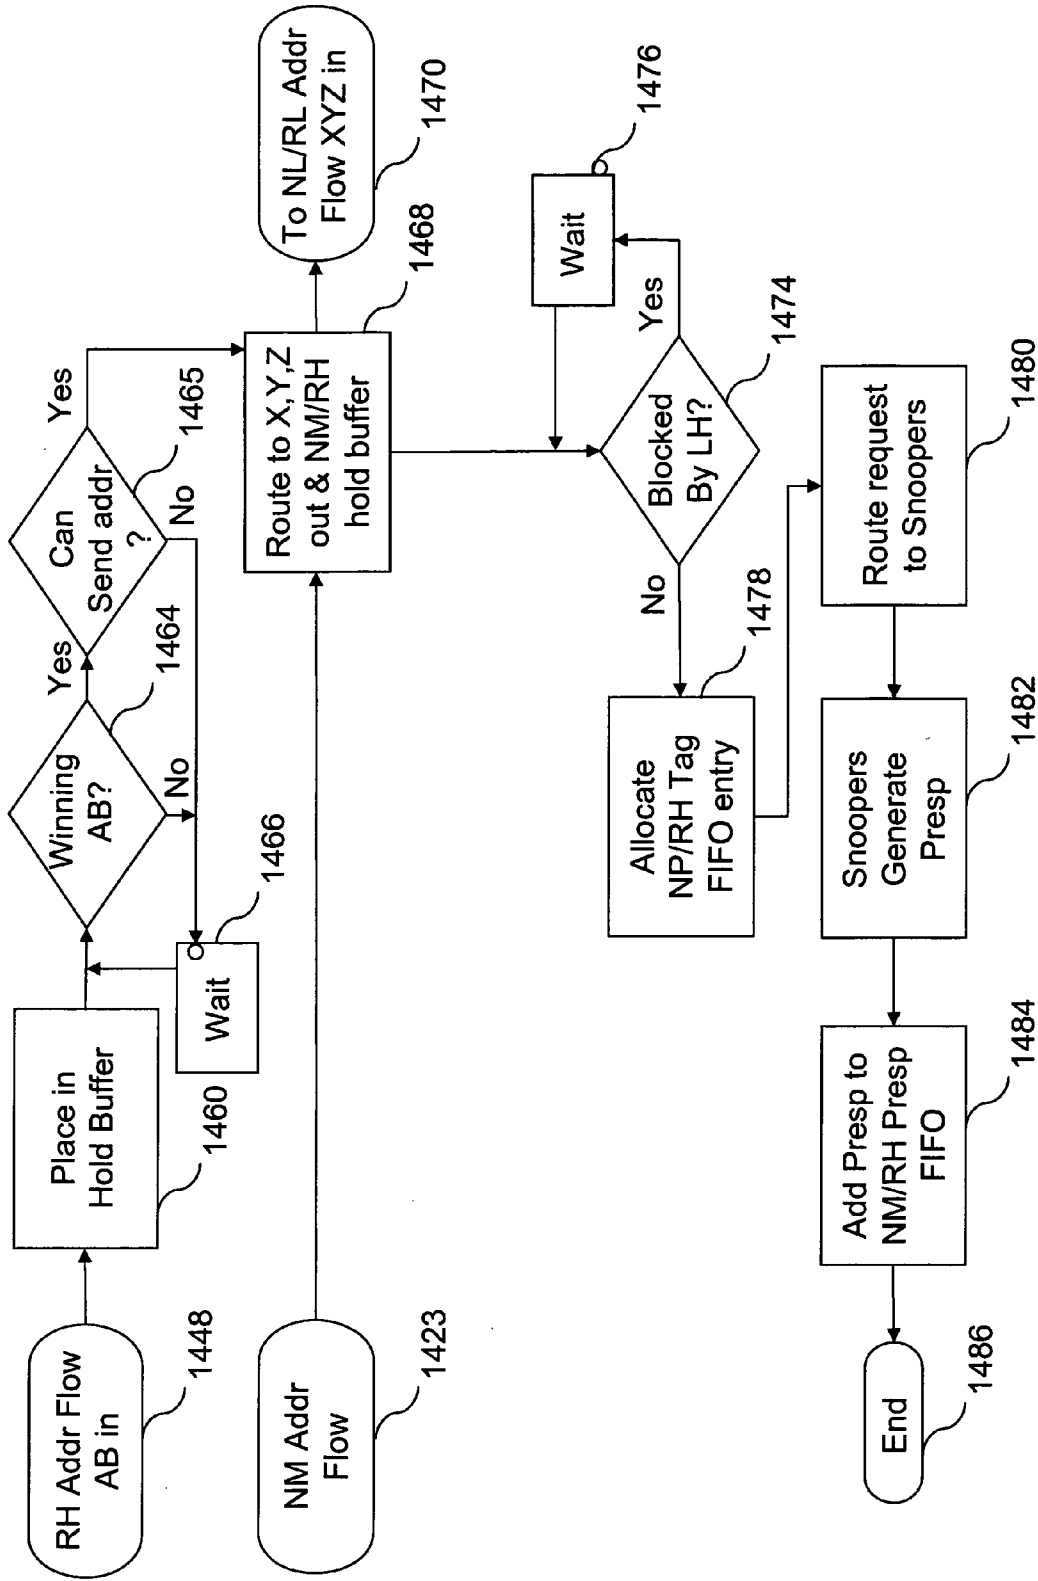 RH Addr Flow
AB in
1448
Place in
Hold Buffer
1460
Wait
1466
Winning
AB?
1464
Yes
No
Can
Send addr
?
1465
Yes
No
NM Addr
Flow
1423
Route to X,Y,Z
out & NM/RH
hold buffer
1468
To NL/RL Addr
Flow XYZ in
1470
Blocked
By LH?
1474
Yes
No
Wait
1476
Allocate
NP/RH Tag
FIFO entry
1478
Route request
to Snoopers
1480
Snoopers
Generate
Presp
1482
Add Presp to
NM/RH Presp
FIFO
1484
End
1486